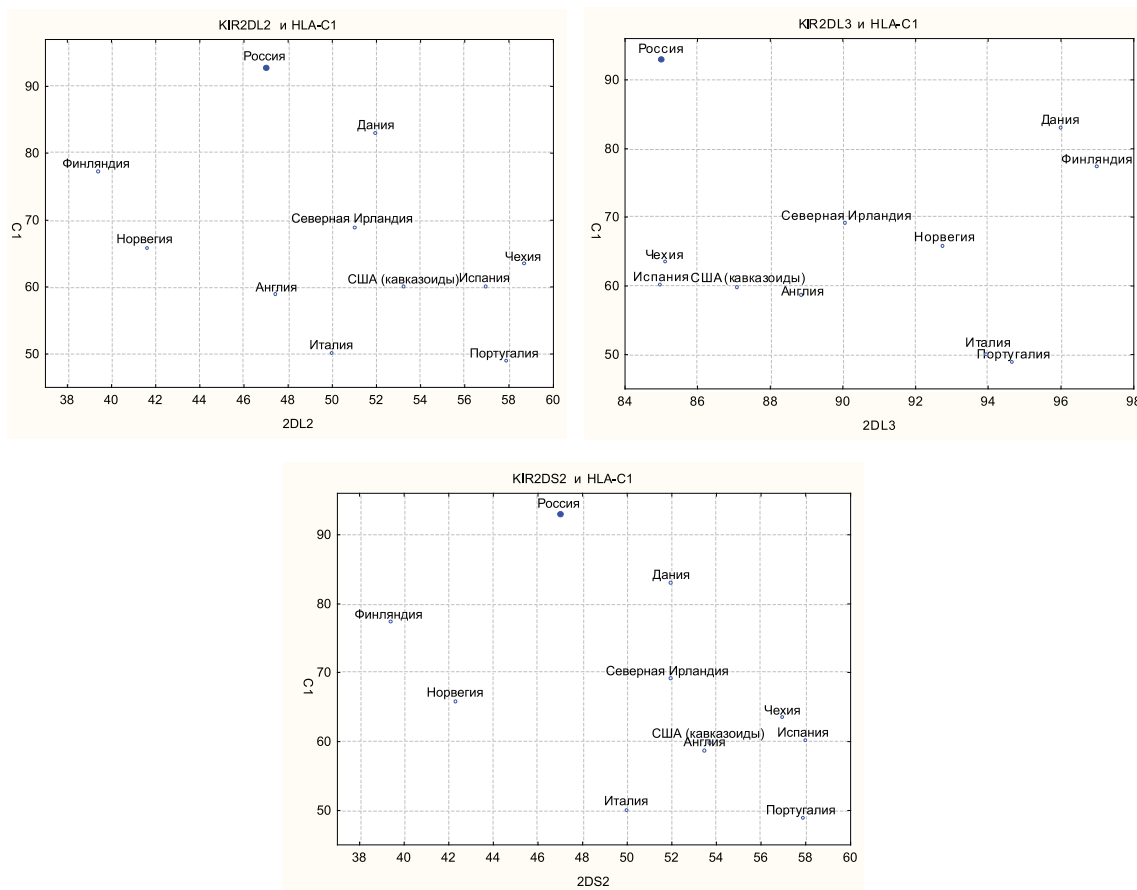 KIR2DL2 и HLA-C1
Россия
90
Дания
80
Финляндия
70
Северная Ирландия
C1
Норвегия
Чехия
60
США (кавказоиды)
Испания
Англия
Италия
50
Португалия
38 40 42 44 46 48 50 52 54 56 58 60
2DL2
KIR2DL3 и HLA-C1
Россия
90
Дания
80
Финляндия
70
Северная Ирландия
C1
Норвегия
Чехия
60
Испания
США (кавказоиды)
Англия
Италия
50
Португалия
84 86 88 90 92 94 96 98
2DL3
KIR2DS2 и HLA-C1
Россия
90
Дания
80
Финляндия
70
Северная Ирландия
C1
Норвегия
Чехия
60
США (кавказоиды)
Испания
Англия
Италия
50
Португалия
38 40 42 44 46 48 50 52 54 56 58 60
2DS2